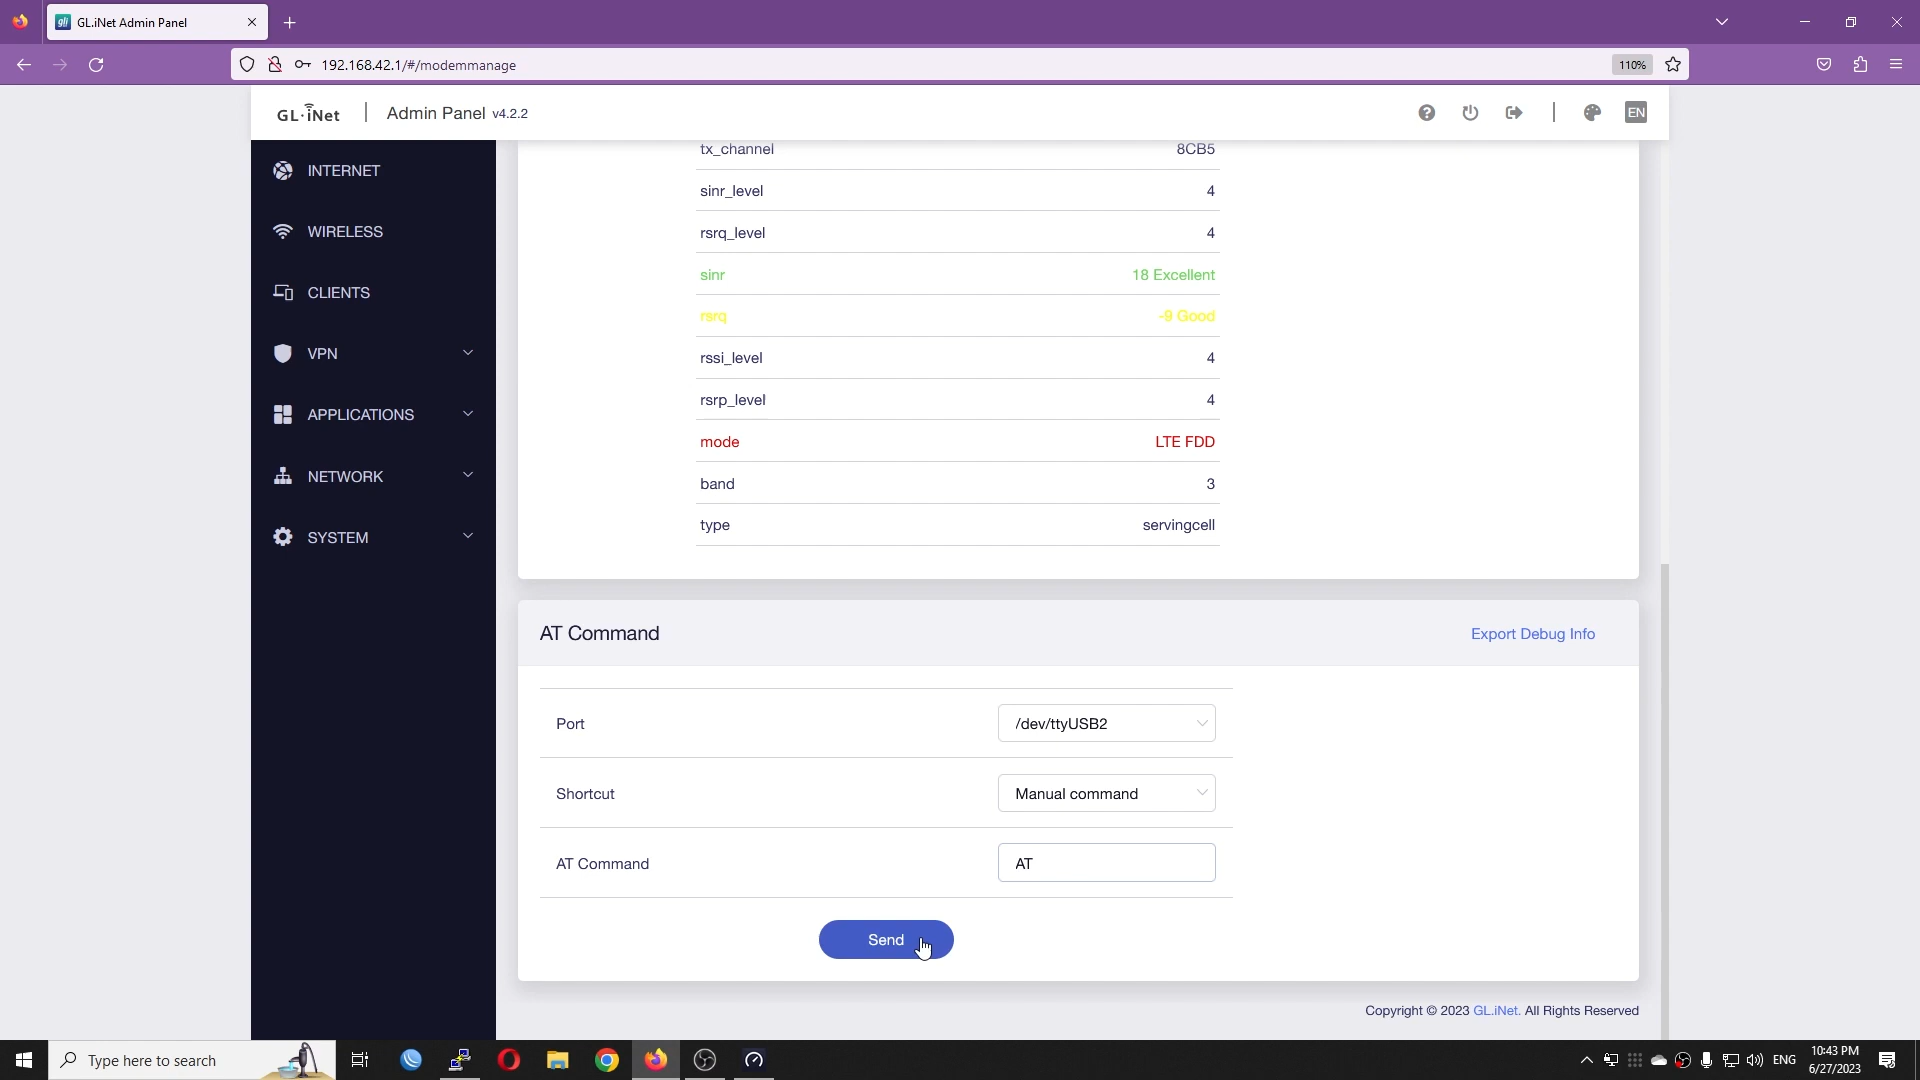 GL.iNet Admin Panel
192.168.42.1/#/modemmanage
110%
GL·iNet
Admin Panel v4.2.2
EN
INTERNET
WIRELESS
CLIENTS
VPN
APPLICATIONS
NETWORK
SYSTEM
tx_channel 8CB5
sinr_level 4
rsrq_level 4
sinr 18 Excellent
rsrq -9 Good
rssi_level 4
rsrp_level 4
mode LTE FDD
band 3
type servingcell
AT Command Export Debug Info
Port /dev/ttyUSB2
Shortcut Manual command
AT Command AT
Send
Copyright © 2023 GL.iNet. All Rights Reserved
Type here to search
ENG
10:43 PM
6/27/2023